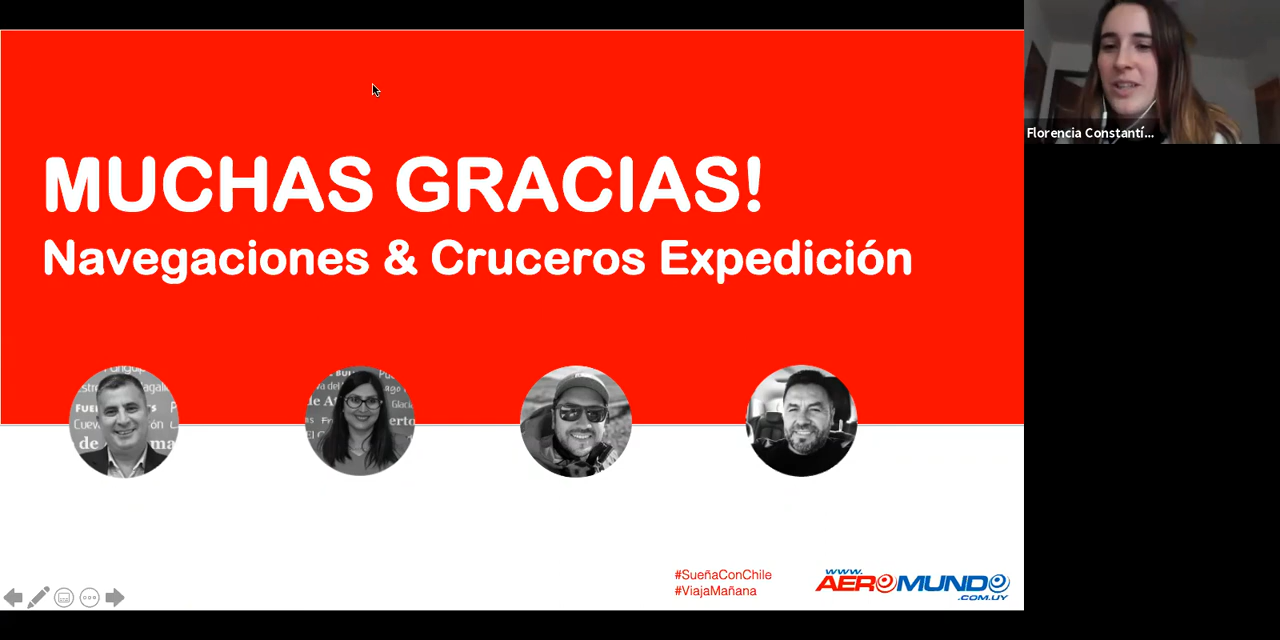 MUCHAS GRACIAS!
Navegaciones & Cruceros Expedición
Florencia Constantí...
#SueñaConChile
#ViajaMañana
WWW.
AEROMUNDO
.COM.UY